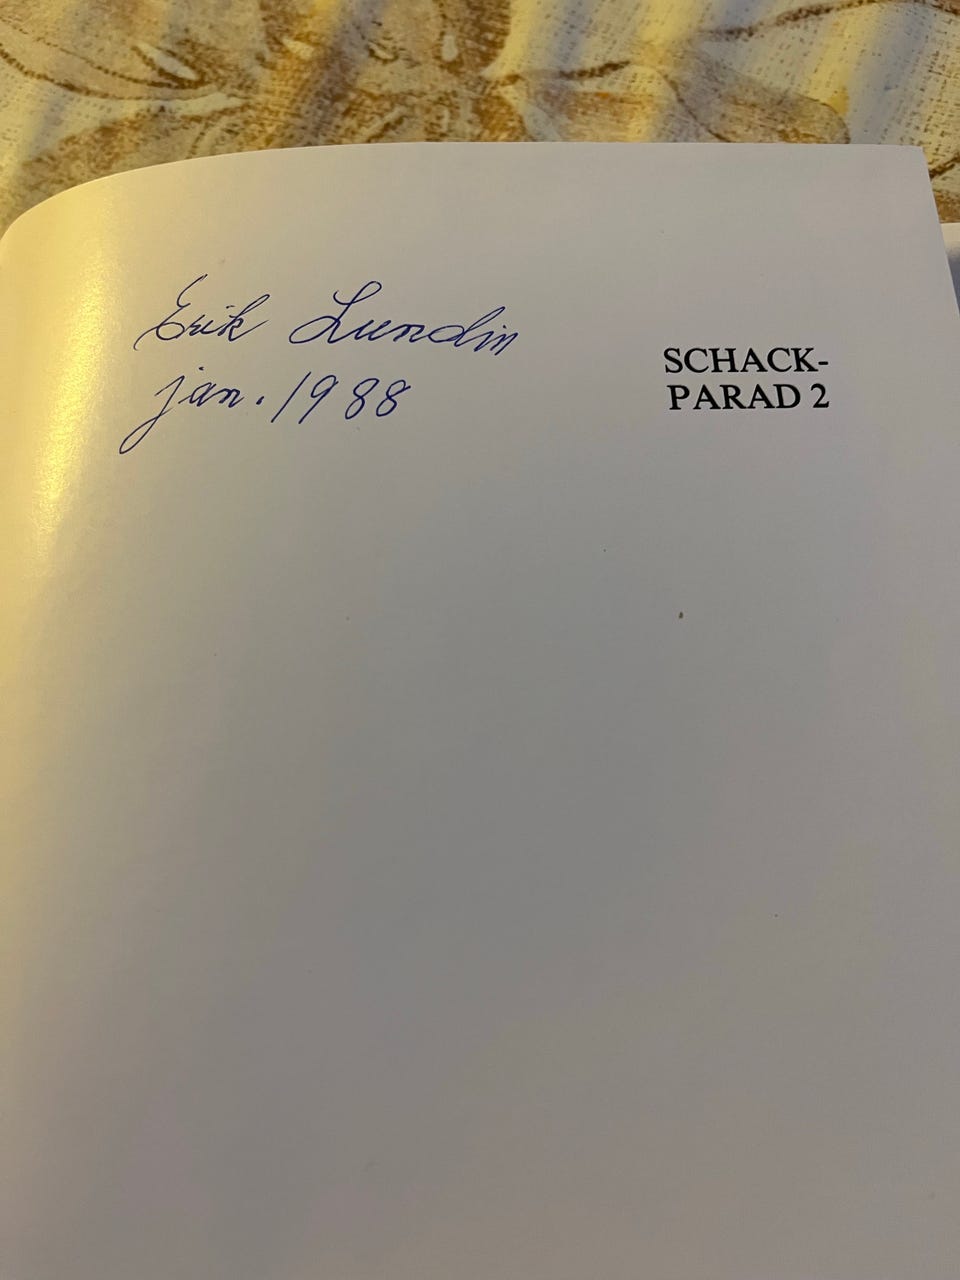 Erik Lundin
jan. 1988
SCHACK-
PARAD 2